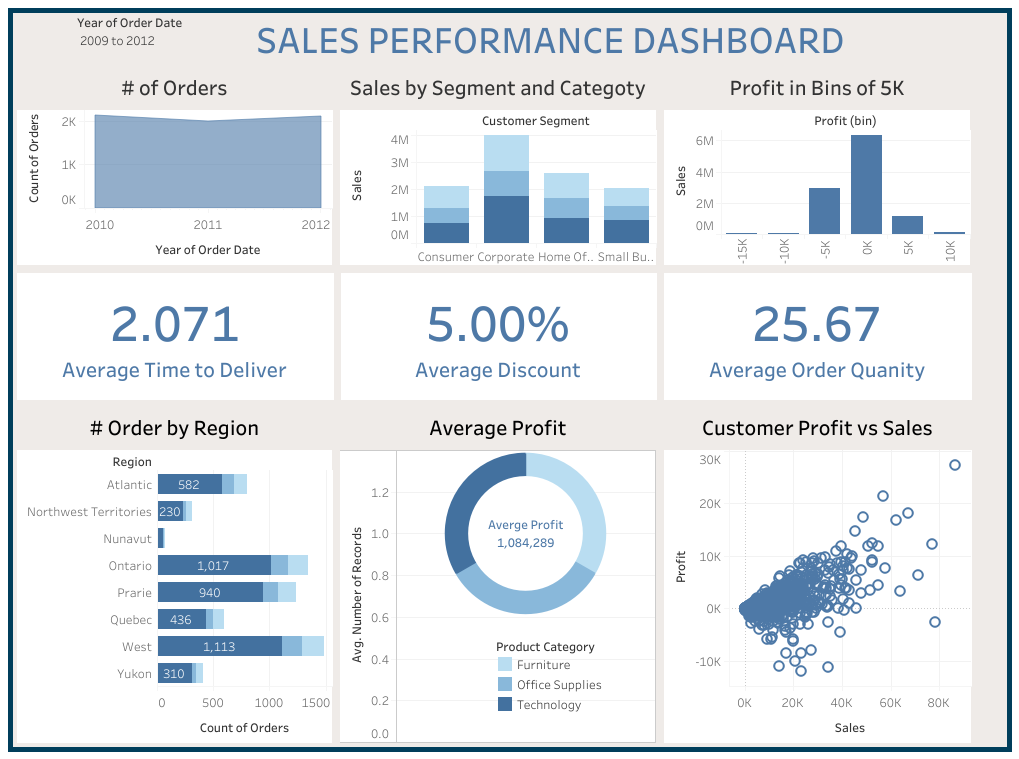 Year of Order Date
2009 to 2012
SALES PERFORMANCE DASHBOARD
# of Orders
Count of Orders
2K
1K
0K
2010 2011 2012
Year of Order Date
Sales by Segment and Categoty
Customer Segment
Sales
4M
3M
2M
1M
0M
Consumer Corporate Home Of.. Small Bu..
Profit in Bins of 5K
Profit (bin)
Sales
6M
4M
2M
0M
-15K -10K -5K 0K 5K 10K
2.071
Average Time to Deliver
5.00%
Average Discount
25.67
Average Order Quanity
# Order by Region
Region
Atlantic 582
Northwest Territories 230
Nunavut
Ontario 1,017
Prarie 940
Quebec 436
West 1,113
Yukon 310
0 500 1000 1500
Count of Orders
Average Profit
Avg. Number of Records
1.2
1.0
0.8
0.6
0.4
0.2
0.0
Averge Profit
1,084,289
Product Category
Furniture
Office Supplies
Technology
Customer Profit vs Sales
Profit
30K
20K
10K
0K
-10K
0K 20K 40K 60K 80K
Sales